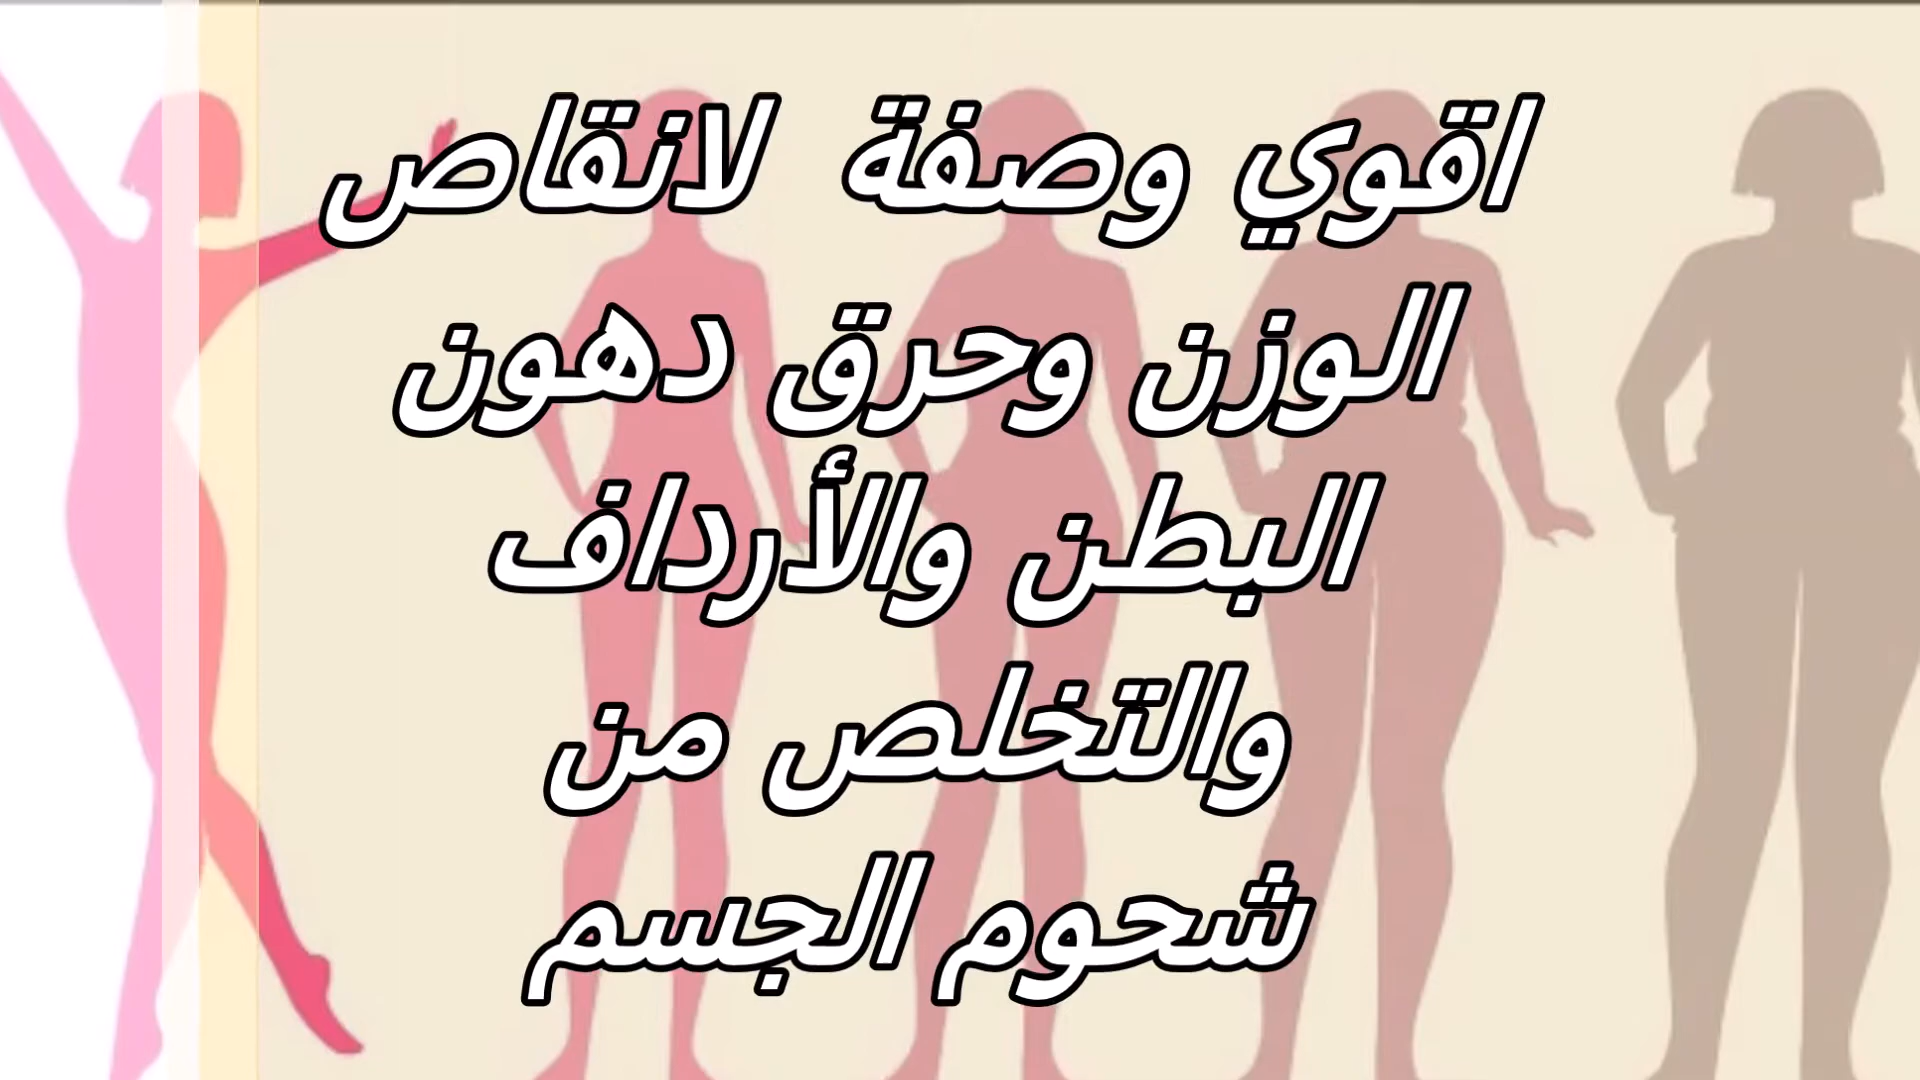 اقوي وصفة لانقاص
الوزن وحرق دهون
البطن والأرداف
والتخلص من
شحوم الجسم